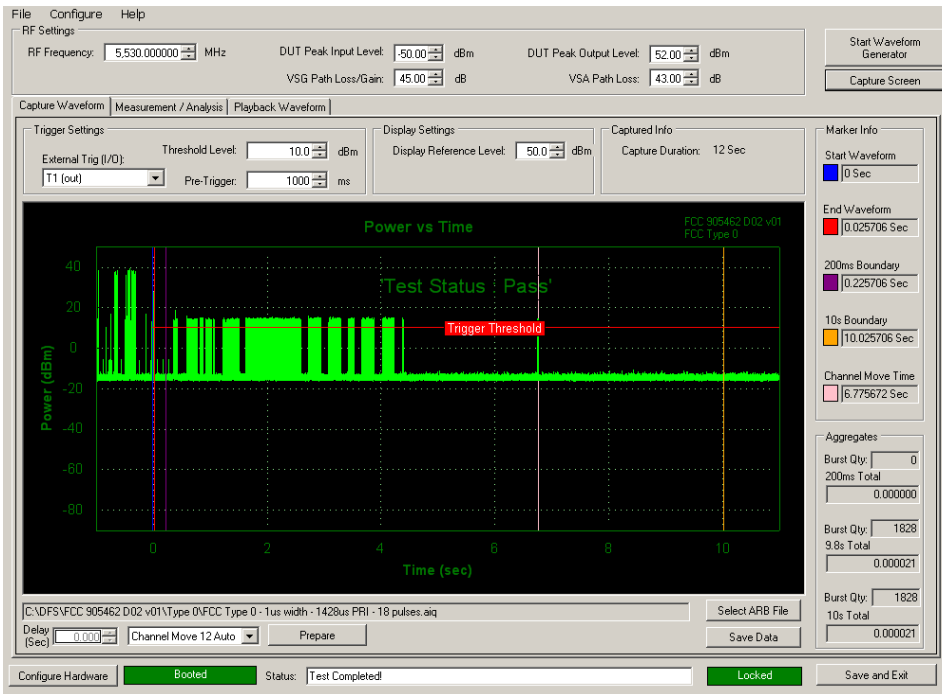 File Configure Help
RF Settings
RF Frequency: 5,530.000000 MHz DUT Peak Input Level: -50.00 dBm DUT Peak Output Level: 52.00 dBm
VSG Path Loss/Gain: 45.00 dB VSA Path Loss: 43.00 dB
Start Waveform
Generator
Capture Screen
Capture Waveform Measurement / Analysis Playback Waveform
Trigger Settings
External Trig (I/O):
T1 (out)
Threshold Level: 10.0 dBm
Pre-Trigger: 1000 ms
Display Settings
Display Reference Level: 50.0 dBm
Captured Info
Capture Duration: 12 Sec
Marker Info
Start Waveform
0 Sec
End Waveform
0.025706 Sec
200ms Boundary
0.225706 Sec
10s Boundary
10.025706 Sec
Channel Move Time
6.775672 Sec
Power vs Time
FCC 905462 D02 v01
FCC Type 0
'Test Status : Pass'
Trigger Threshold
Power (dBm)
40
20
0
-20
-40
-60
-80
0 2 4 6 8 10
Time (sec)
Aggregates
Burst Qty: 0
200ms Total
0.000000
Burst Qty: 1828
9.8s Total
0.000021
Burst Qty: 1828
10s Total
0.000021
C:\DFS\FCC 905462 D02 v01\Type 0\FCC Type 0 - 1us width - 1428us PRI - 18 pulses.aiq
Select ARB File
Delay
(Sec) 0.000 Channel Move 12 Auto Prepare
Save Data
Configure Hardware Booted Status: Test Completed! Locked Save and Exit